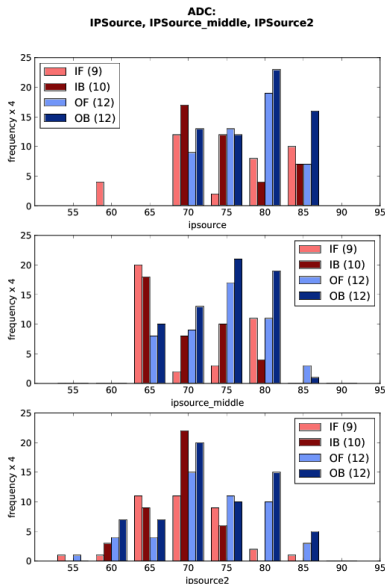 ADC:
IPSource, IPSource_middle, IPSource2
25
20
15
10
5
0
frequency x 4
IF (9)
IB (10)
OF (12)
OB (12)
55 60 65 70 75 80 85 90 95
ipsource
25
20
15
10
5
0
frequency x 4
IF (9)
IB (10)
OF (12)
OB (12)
55 60 65 70 75 80 85 90 95
ipsource_middle
25
20
15
10
5
0
frequency x 4
IF (9)
IB (10)
OF (12)
OB (12)
55 60 65 70 75 80 85 90 95
ipsource2